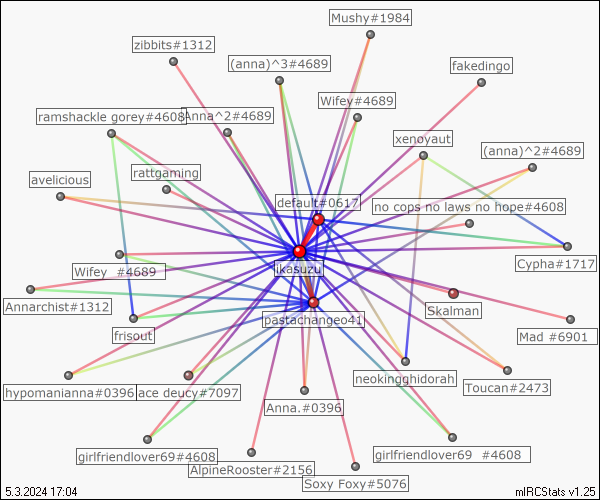 Mushy#1984
zibbits#1312
(anna)^3#4689
fakedingo
Wifey#4689
ramshackle gorey#4608
Anna^2#4689
xenoyaut
(anna)^2#4689
rattgaming
avelicious
default#0617
no cops no laws no hope#4608
Cypha#1717
Wifey #4689
ikasuzu
Annarchist#1312
Skalman
pastachangeo41
frisout
Mad #6901
neokingghidorah
Toucan#2473
hypomanianna#0396
ace deucy#7097
Anna.#0396
girlfriendlover69#4608
girlfriendlover69 #4608
AlpineRooster#2156
Soxy Foxy#5076
5.3.2024 17:04
mIRCStats v1.25